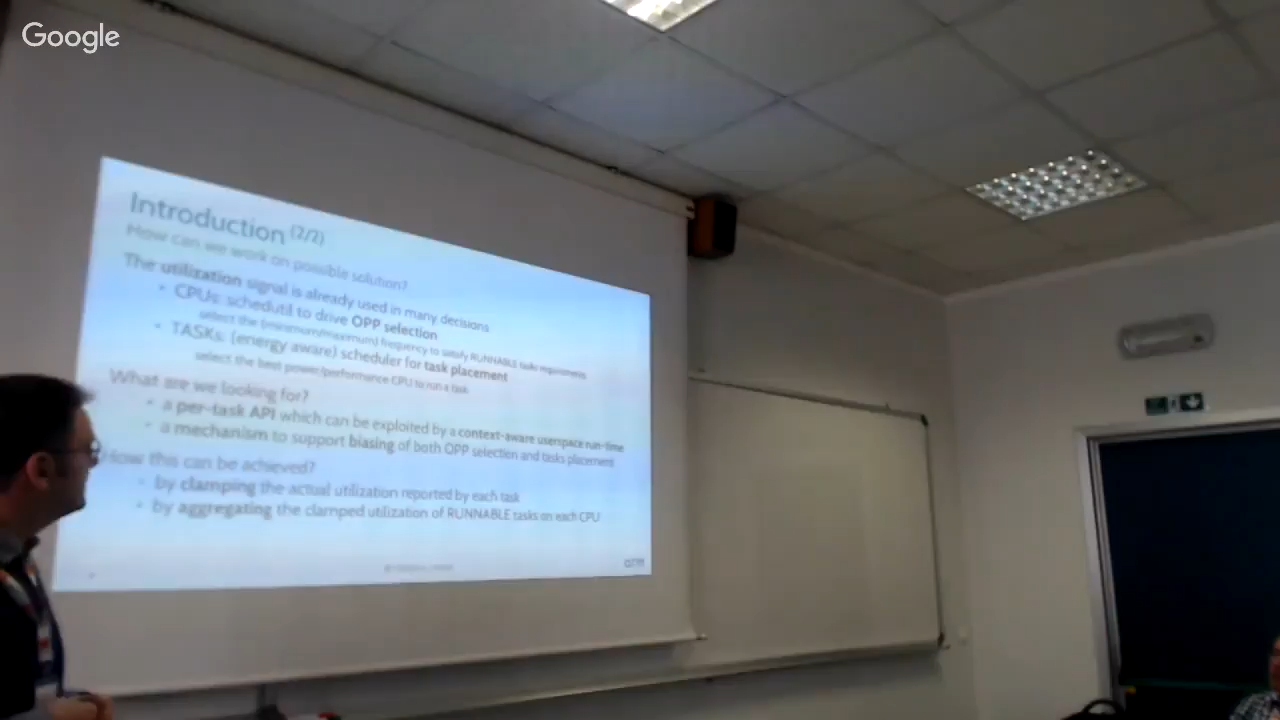 Google
Introduction (2/2)
How can we work on possible solution?
The utilization signal is already used in many decisions
• CPUs: schedutil to drive OPP selection
select the (minimum/maximum) frequency to satisfy RUNNABLE tasks requirements
• TASKs: (energy aware) scheduler for task placement
select the best power/performance CPU to run a task
What are we looking for?
• a per-task API which can be exploited by a context-aware userspace run-time
• a mechanism to support biasing of both OPP selection and tasks placement
How this can be achieved?
• by clamping the actual utilization reported by each task
• by aggregating the clamped utilization of RUNNABLE tasks on each CPU
arm